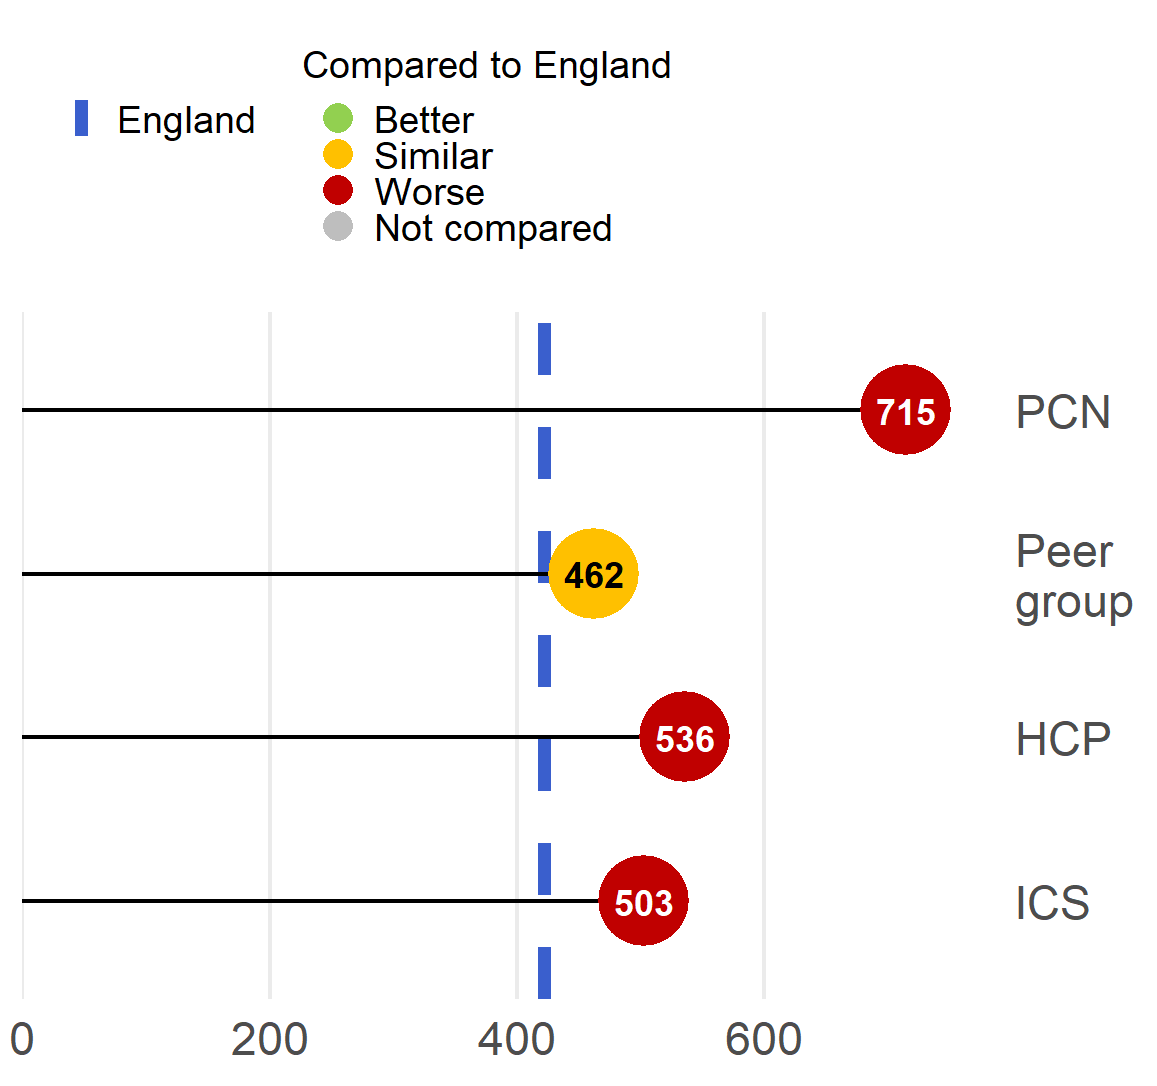 Compared to England
England
Better
Similar
Worse
Not compared
715
PCN
462
Peer
group
536
HCP
503
ICS
0
200
400
600